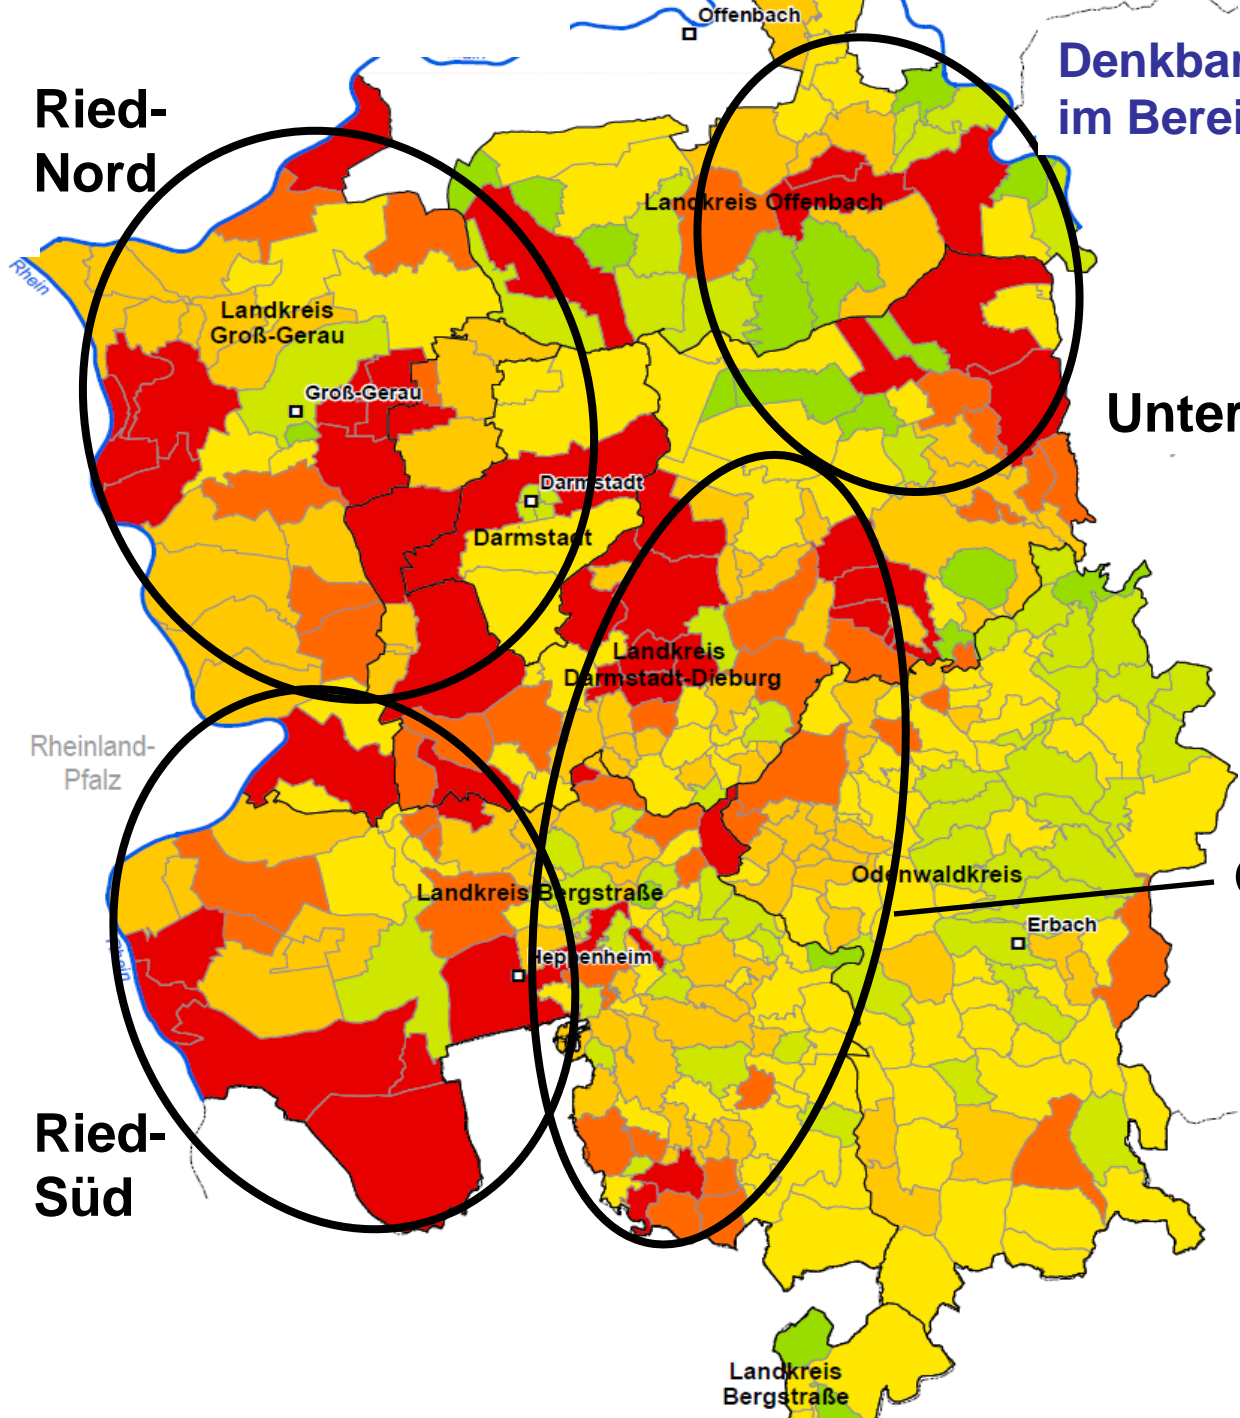 Offenbach
Denkbar
im Berei
Ried-
Nord
Landkreis Offenbach
Rhein
Landkreis
Groß-Gerau
Groß-Gerau
Unter
Darmstadt
Darmstadt
Landkreis
Darmstadt-Dieburg
Rheinland-
Pfalz
Odenwaldkreis
Landkreis Bergstraße
Erbach
Rhein
Heppenheim
Ried-
Süd
Landkreis
Bergstraße